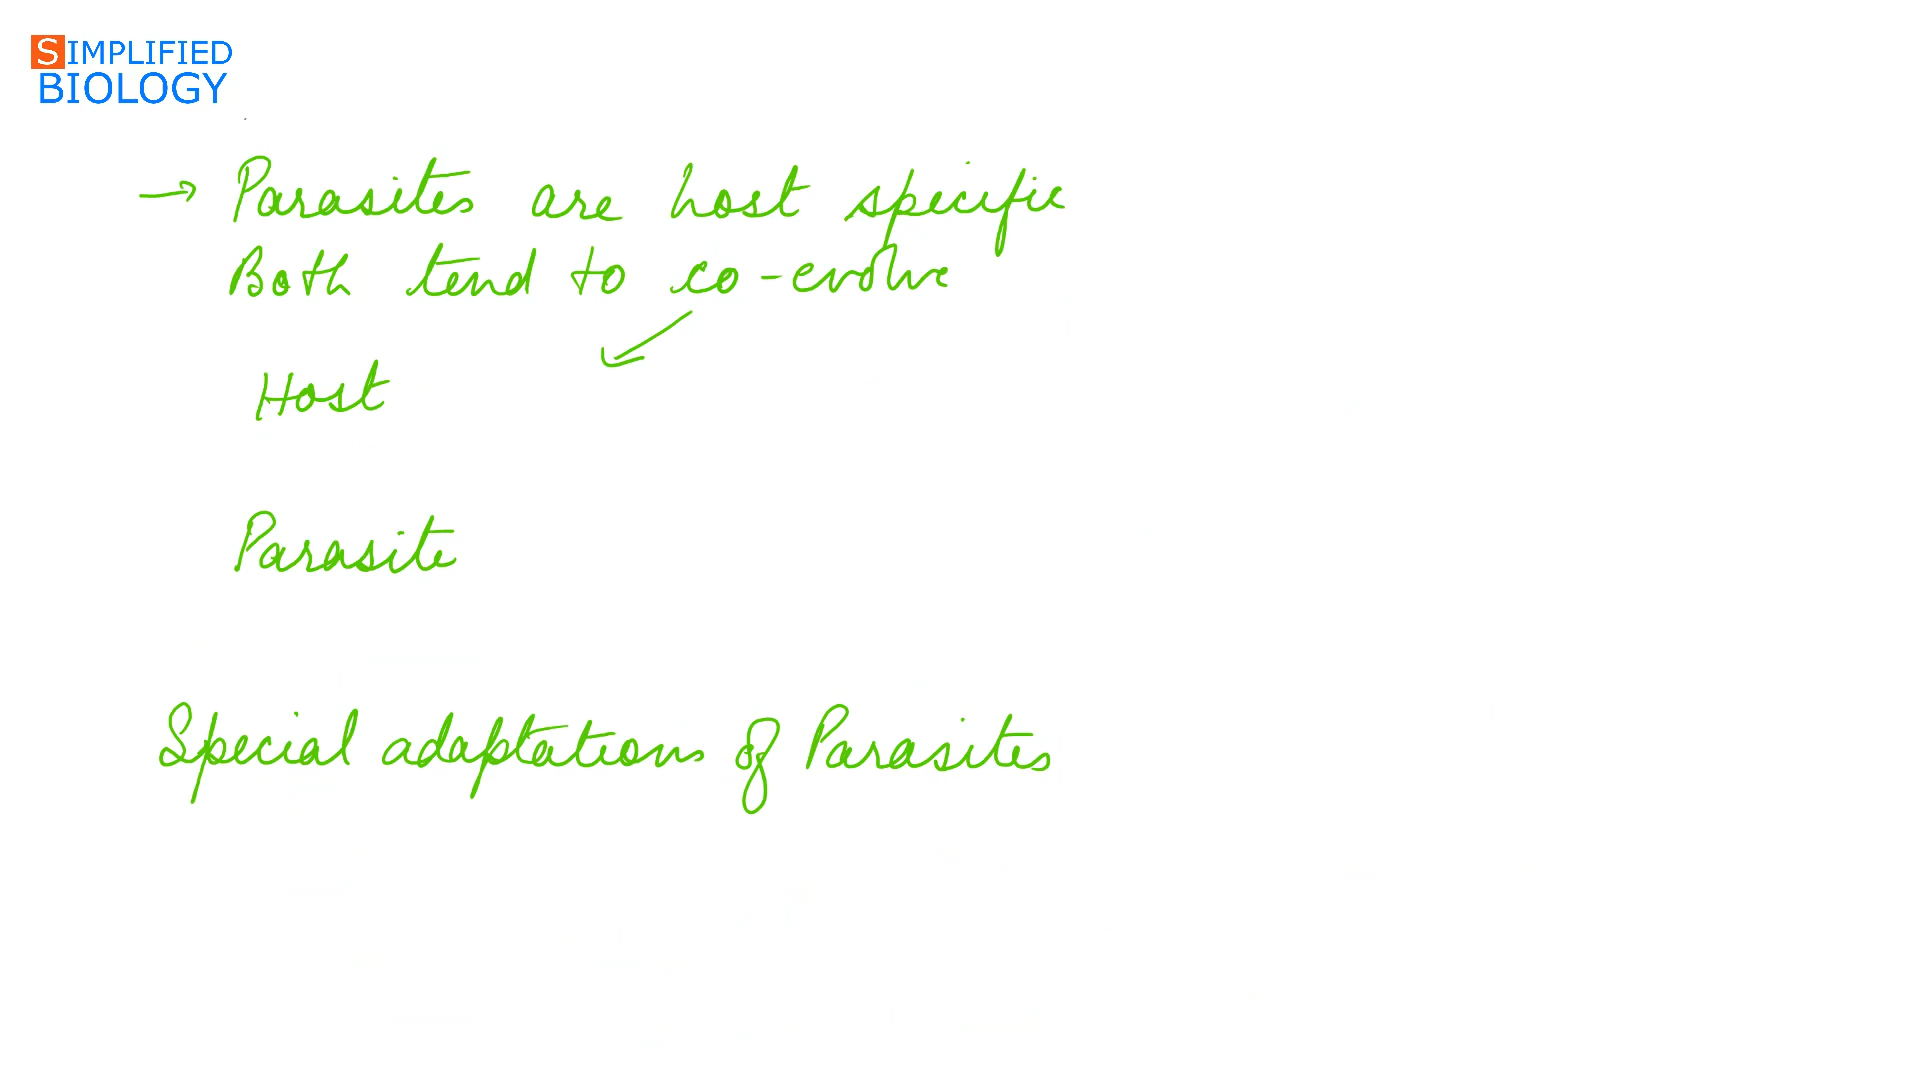 SIMPLIFIED
BIOLOGY
→ Parasites are host specific
Both tend to co-evolve
Host
Parasite
Special adaptations of Parasites